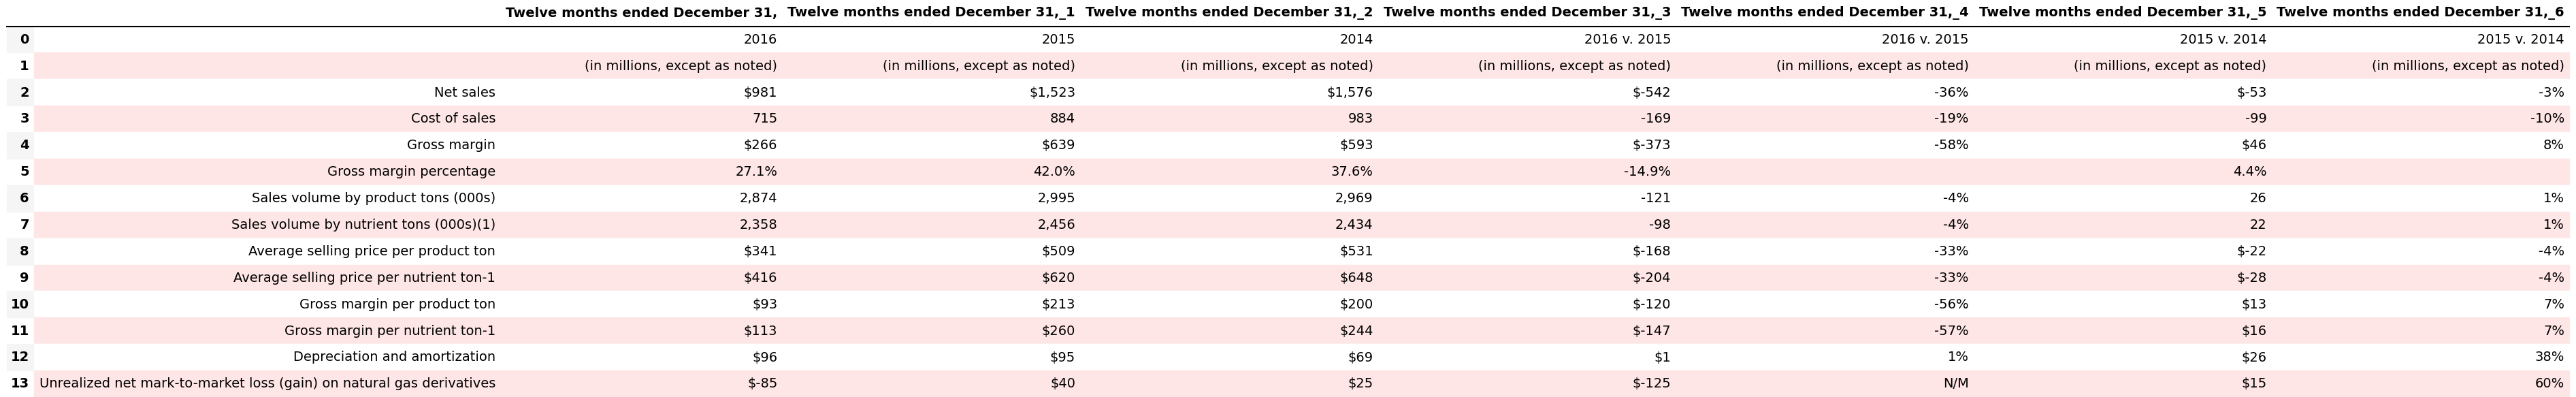 Twelve months ended December 31, Twelve months ended December 31,_1 Twelve months ended December 31,_2 Twelve months ended December 31,_3 Twelve months ended December 31,_4 Twelve months ended December 31,_5 Twelve months ended December 31,_6
0 2016 2015 2014 2016 v. 2015 2016 v. 2015 2015 v. 2014 2015 v. 2014
1 (in millions, except as noted) (in millions, except as noted) (in millions, except as noted) (in millions, except as noted) (in millions, except as noted) (in millions, except as noted) (in millions, except as noted)
2 Net sales $981 $1,523 $1,576 $-542 -36% $-53 -3%
3 Cost of sales 715 884 983 -169 -19% -99 -10%
4 Gross margin $266 $639 $593 $-373 -58% $46 8%
5 Gross margin percentage 27.1% 42.0% 37.6% -14.9% 4.4%
6 Sales volume by product tons (000s) 2,874 2,995 2,969 -121 -4% 26 1%
7 Sales volume by nutrient tons (000s)(1) 2,358 2,456 2,434 -98 -4% 22 1%
8 Average selling price per product ton $341 $509 $531 $-168 -33% $-22 -4%
9 Average selling price per nutrient ton-1 $416 $620 $648 $-204 -33% $-28 -4%
10 Gross margin per product ton $93 $213 $200 $-120 -56% $13 7%
11 Gross margin per nutrient ton-1 $113 $260 $244 $-147 -57% $16 7%
12 Depreciation and amortization $96 $95 $69 $1 1% $26 38%
13 Unrealized net mark-to-market loss (gain) on natural gas derivatives $-85 $40 $25 $-125 N/M $15 60%